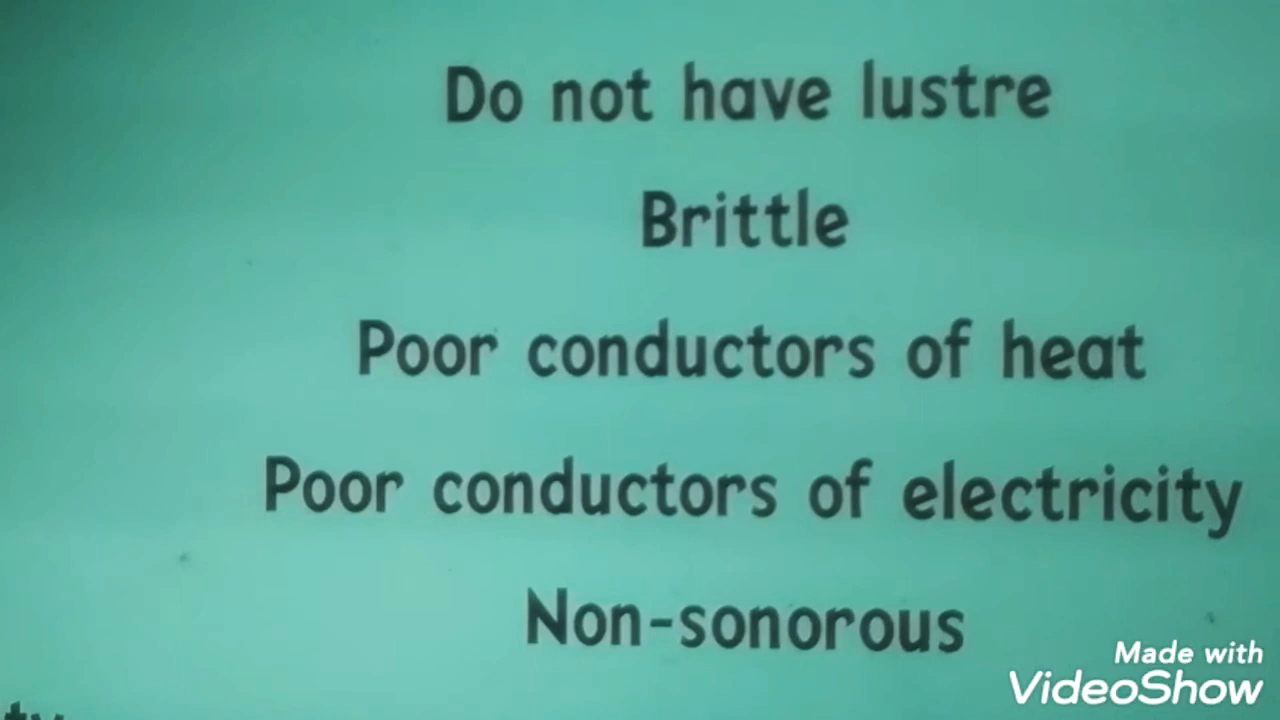 Do not have lustre
Brittle
Poor conductors of heat
Poor conductors of electricity
Non-sonorous
Made with
VideoShow